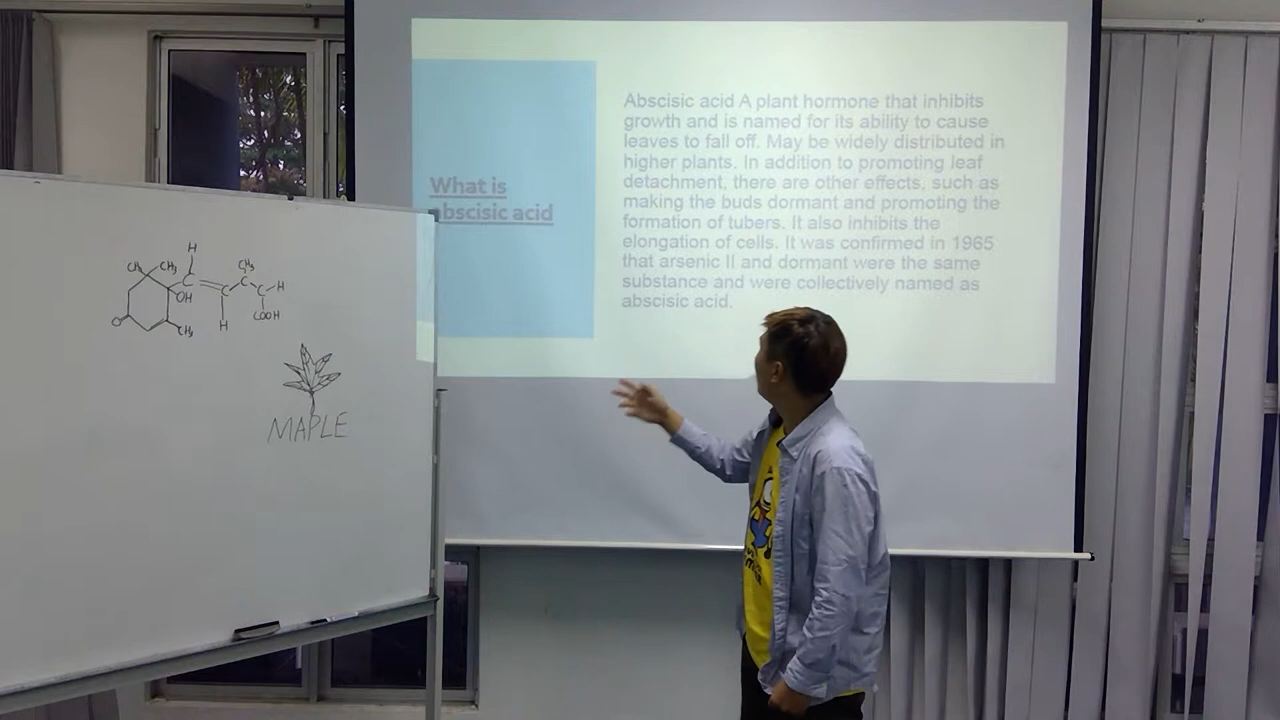 What is
abscisic acid
Abscisic acid A plant hormone that inhibits
growth and is named for its ability to cause
leaves to fall off. May be widely distributed in
higher plants. In addition to promoting leaf
detachment, there are other effects, such as
making the buds dormant and promoting the
formation of tubers. It also inhibits the
elongation of cells. It was confirmed in 1965
that arsenic II and dormant were the same
substance and were collectively named as
abscisic acid.
H
CH₃ CH₃ C CH₃
OH C C C H
O CH₃ H COOH
MAPLE